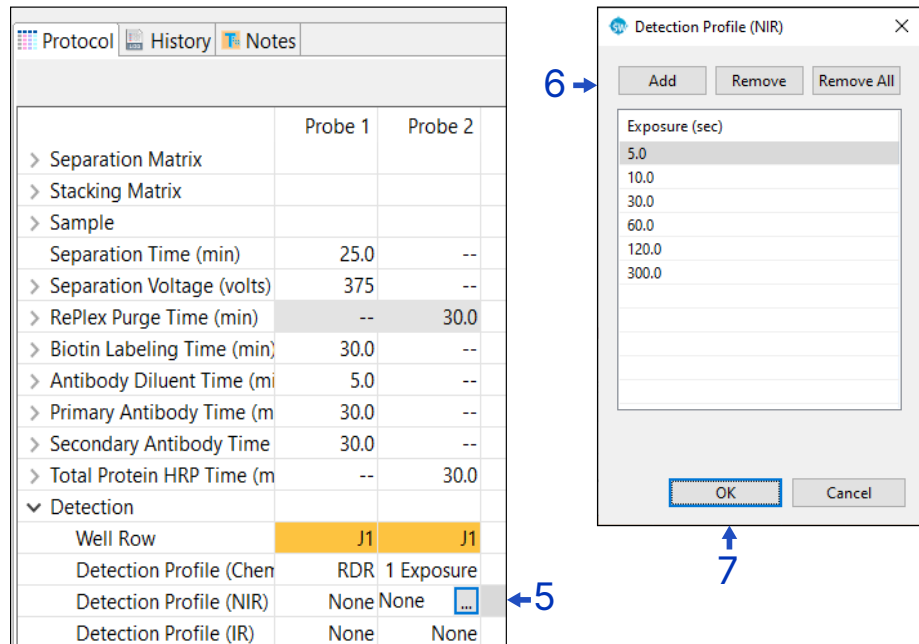 Protocol History Notes
Probe 1 Probe 2
Separation Matrix
Stacking Matrix
Sample
Separation Time (min) 25.0 --
Separation Voltage (volts) 375 --
RePlex Purge Time (min) -- 30.0
Biotin Labeling Time (min) 30.0 --
Antibody Diluent Time (mi 5.0 --
Primary Antibody Time (m 30.0 --
Secondary Antibody Time 30.0 --
Total Protein HRP Time (m -- 30.0
Detection
Well Row J1 J1
Detection Profile (Chem RDR 1 Exposure
Detection Profile (NIR) None None ... 5
Detection Profile (IR) None None
SW Detection Profile (NIR)
6 Add Remove Remove All
Exposure (sec)
5.0
10.0
30.0
60.0
120.0
300.0
OK Cancel
7